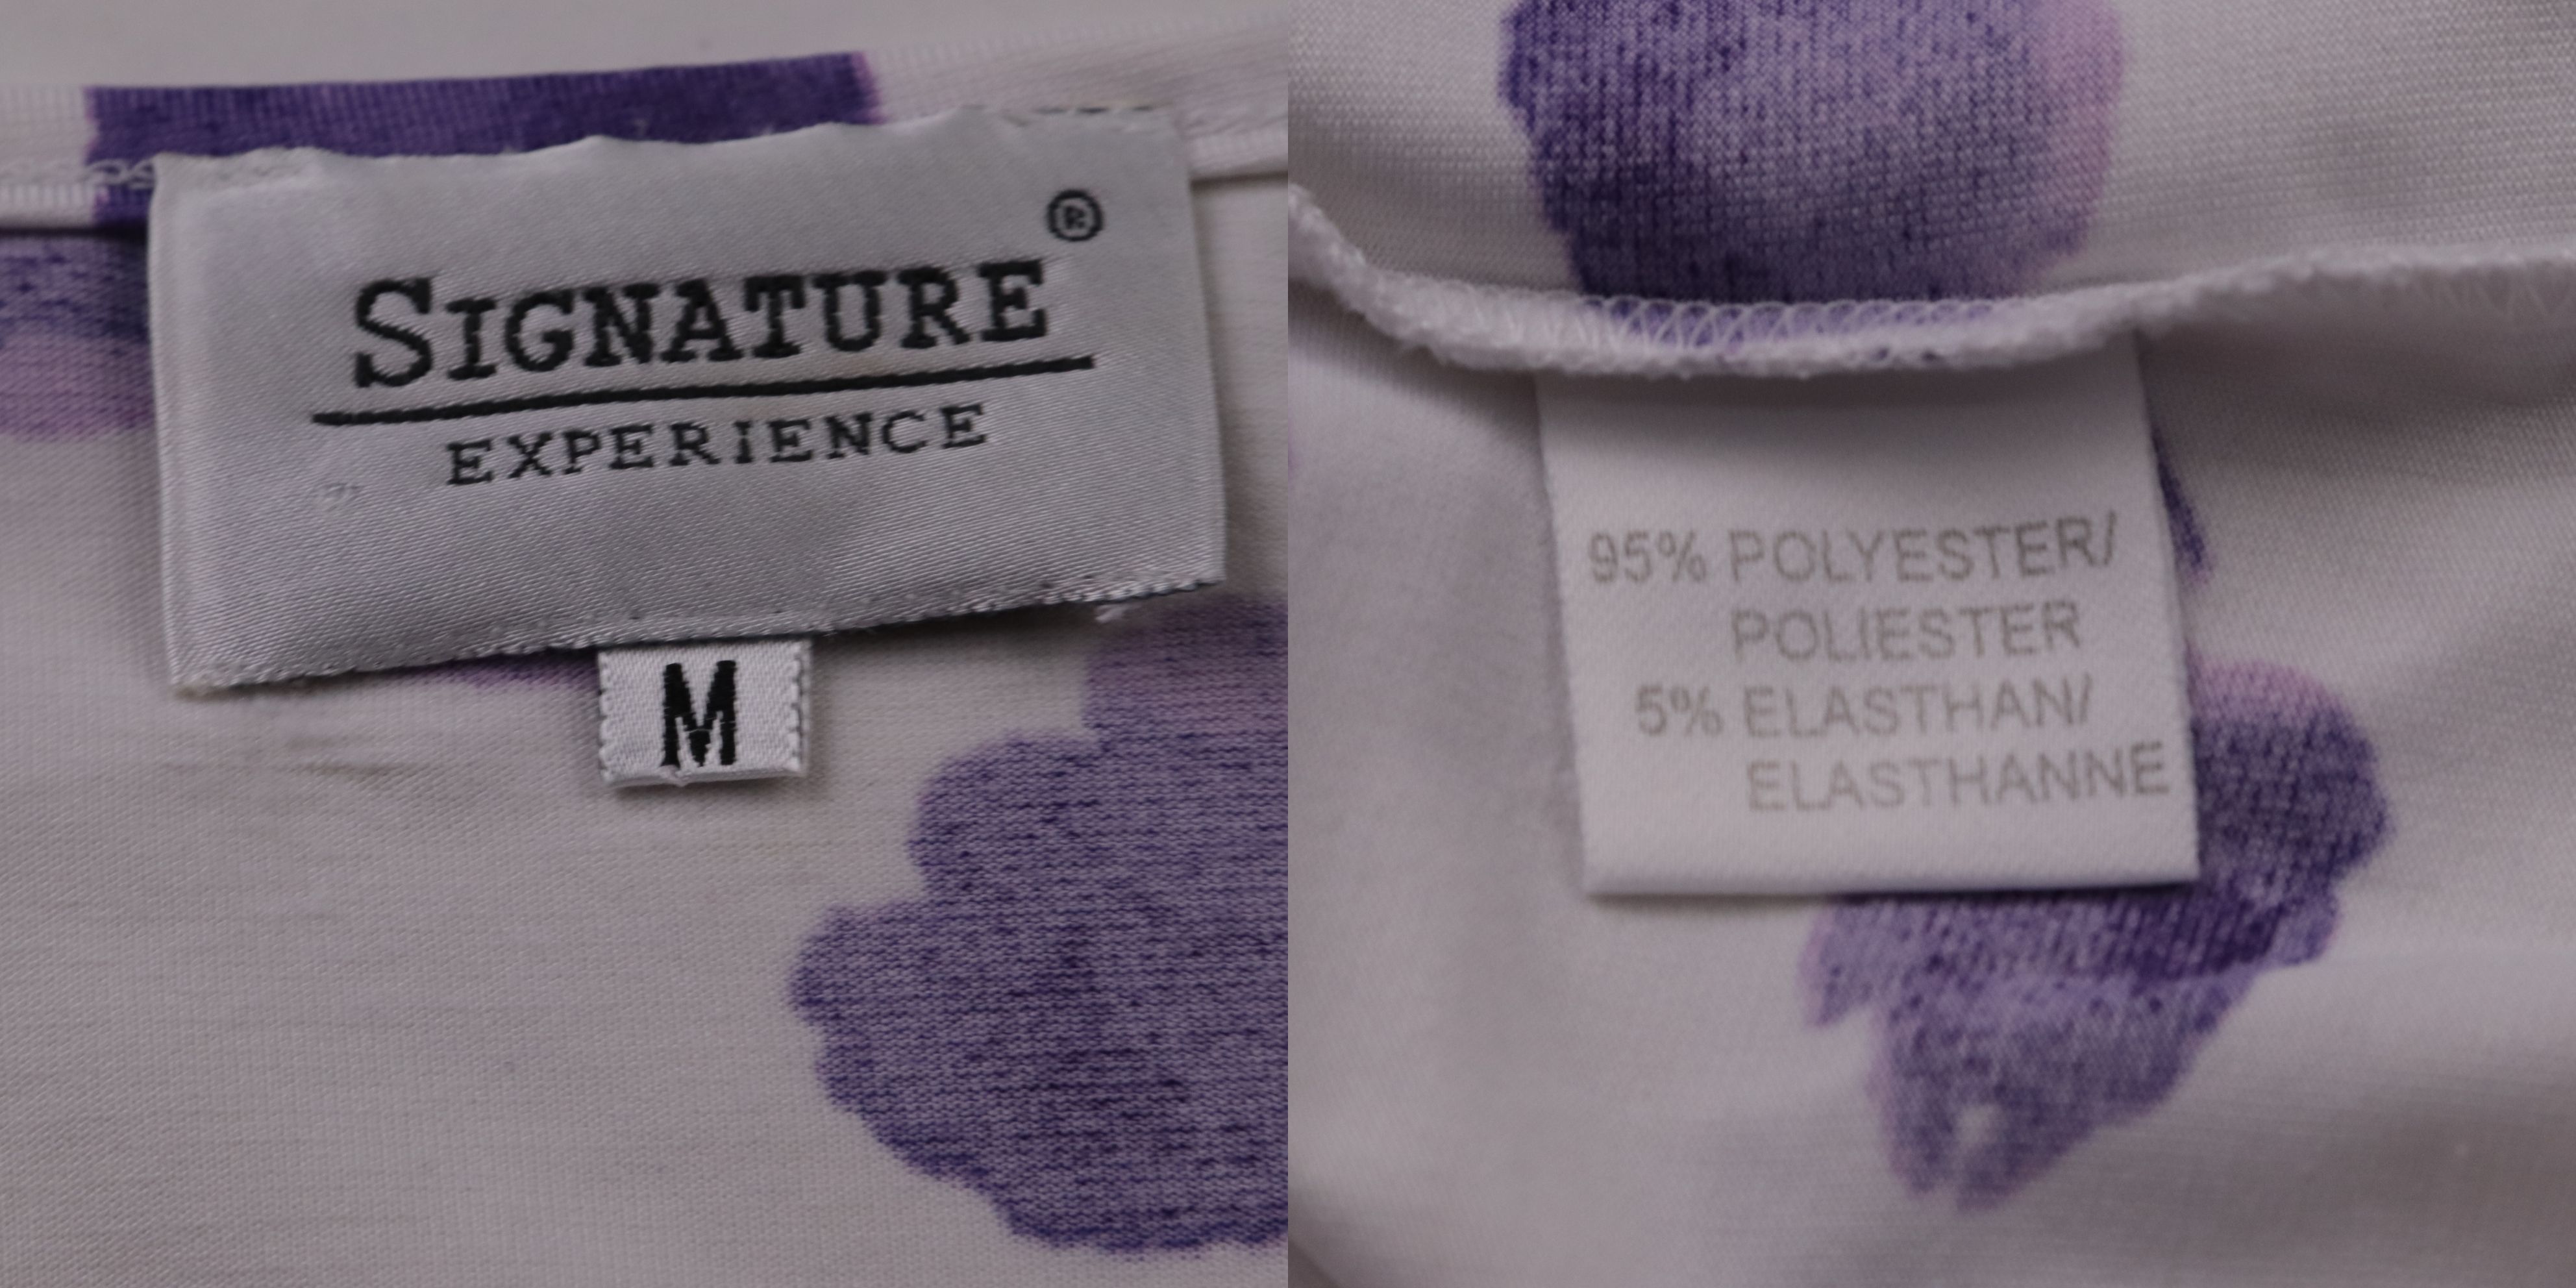 SIGNATURE®
EXPERIENCE
M
95% POLYESTER/
POLIESTER
5% ELASTHAN/
ELASTHANNE